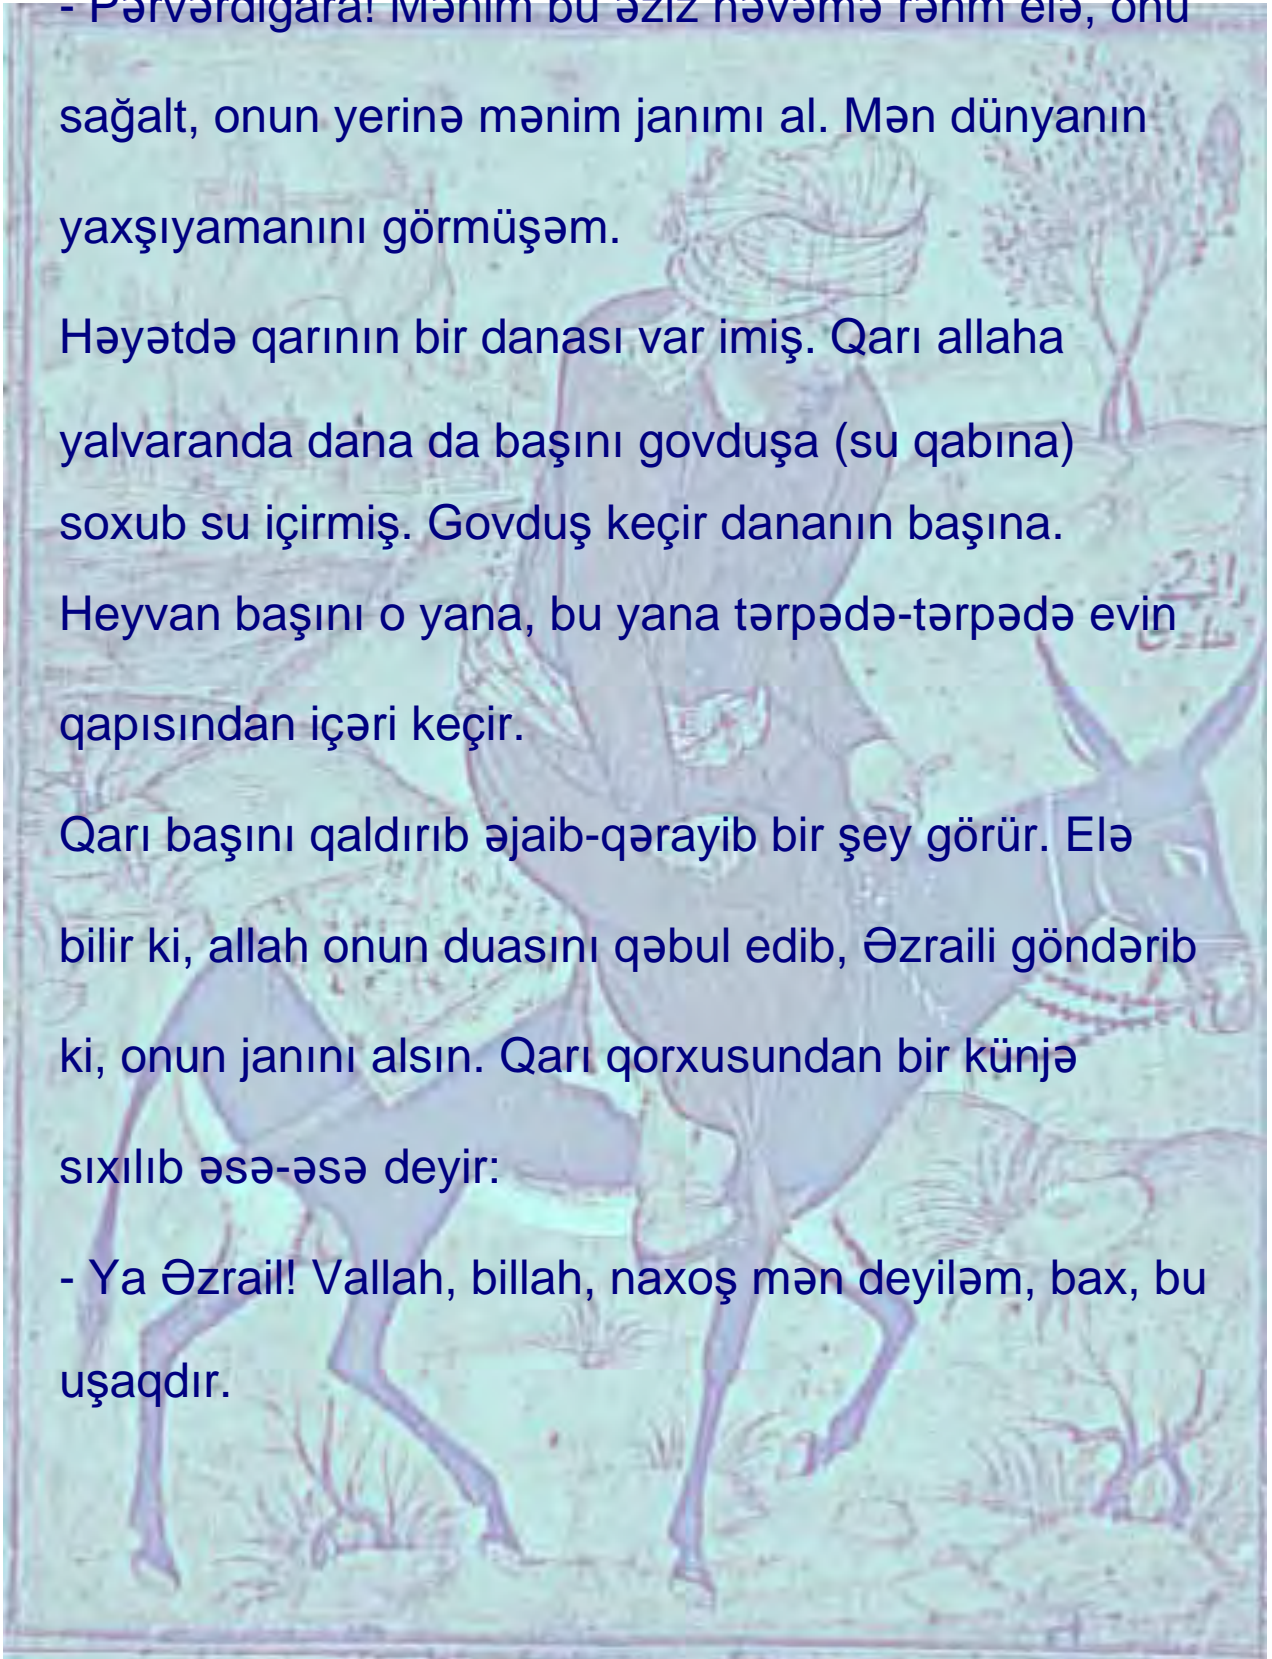 - Pərvərdigara! Mənim bu əziz nəvəmə rəhm elə, onu
sağalt, onun yerinə mənim janımı al. Mən dünyanın
yaxşıyamanını görmüşəm.
Həyətdə qarının bir danası var imiş. Qarı allaha
yalvaranda dana da başını govduşa (su qabına)
soxub su içirmiş. Govduş keçir dananın başına.
Heyvan başını o yana, bu yana tərpədə-tərpədə evin
qapısından içəri keçir.
Qarı başını qaldırıb əjaib-qərayib bir şey görür. Elə
bilir ki, allah onun duasını qəbul edib, Əzraili göndərib
ki, onun janını alsın. Qarı qorxusundan bir künjə
sıxılıb əsə-əsə deyir:
- Ya Əzrail! Vallah, billah, naxoş mən deyiləm, bax, bu
uşaqdır.